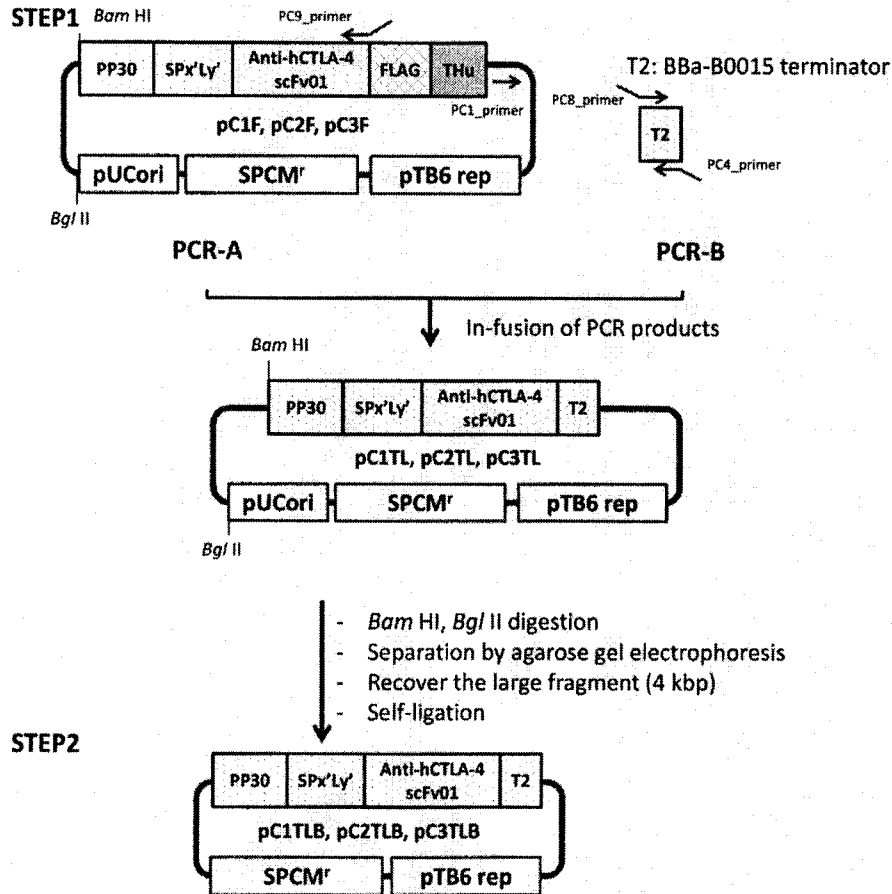 STEP1
Bam HI
PC9_primer
PP30
SPx'Ly'
Anti-hCTLA-4
scFv01
FLAG
THu
PC1_primer
pC1F, pC2F, pC3F
pUCori
SPCMʳ
pTB6 rep
Bgl II
T2: BBa-B0015 terminator
PC8_primer
T2
PC4_primer
PCR-A
PCR-B
In-fusion of PCR products
Bam HI
PP30
SPx'Ly'
Anti-hCTLA-4
scFv01
T2
pC1TL, pC2TL, pC3TL
pUCori
SPCMʳ
pTB6 rep
Bgl II
- Bam HI, Bgl II digestion
- Separation by agarose gel electrophoresis
- Recover the large fragment (4 kbp)
- Self-ligation
STEP2
PP30
SPx'Ly'
Anti-hCTLA-4
scFv01
T2
pC1TLB, pC2TLB, pC3TLB
SPCMʳ
pTB6 rep